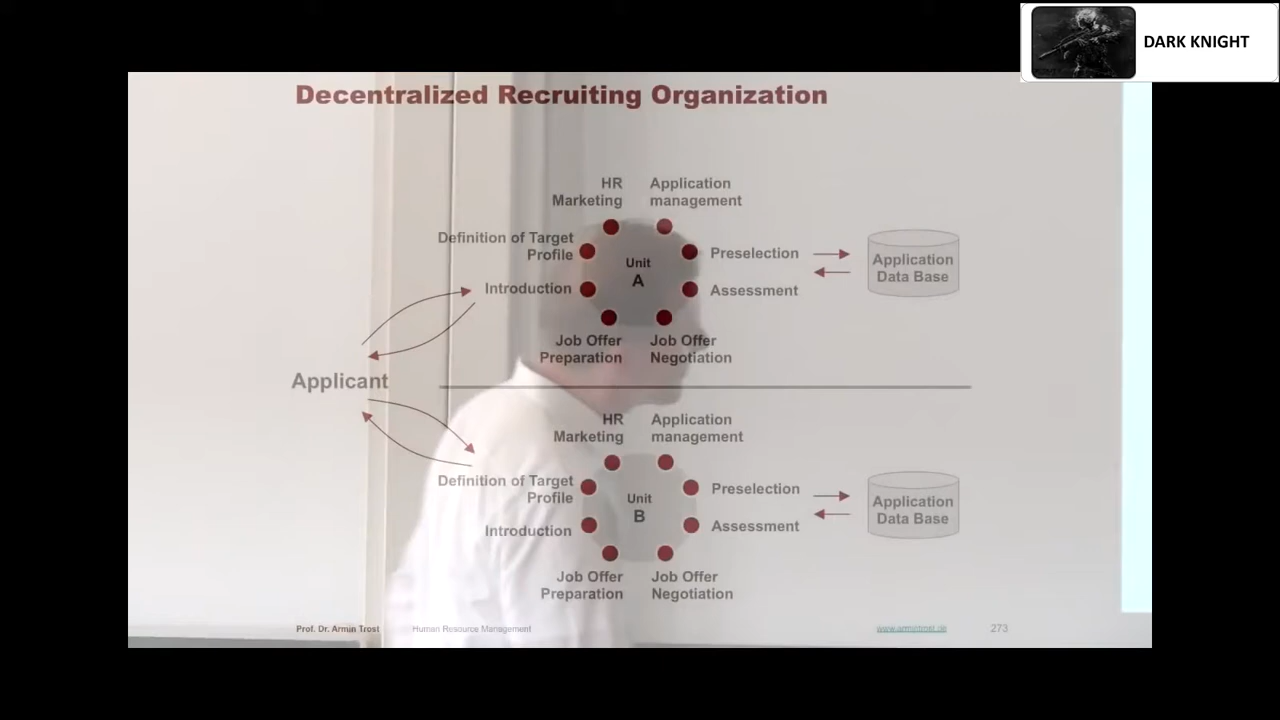 DARK KNIGHT
Decentralized Recruiting Organization
HR
Marketing
Application
management
Definition of Target
Profile
Unit
A
Preselection
Application
Data Base
Introduction
Assessment
Job Offer
Preparation
Job Offer
Negotiation
Applicant
HR
Marketing
Application
management
Definition of Target
Profile
Unit
B
Preselection
Application
Data Base
Introduction
Assessment
Job Offer
Preparation
Job Offer
Negotiation
Prof. Dr. Armin Trost
Human Resource Management
www.armintrost.de
273